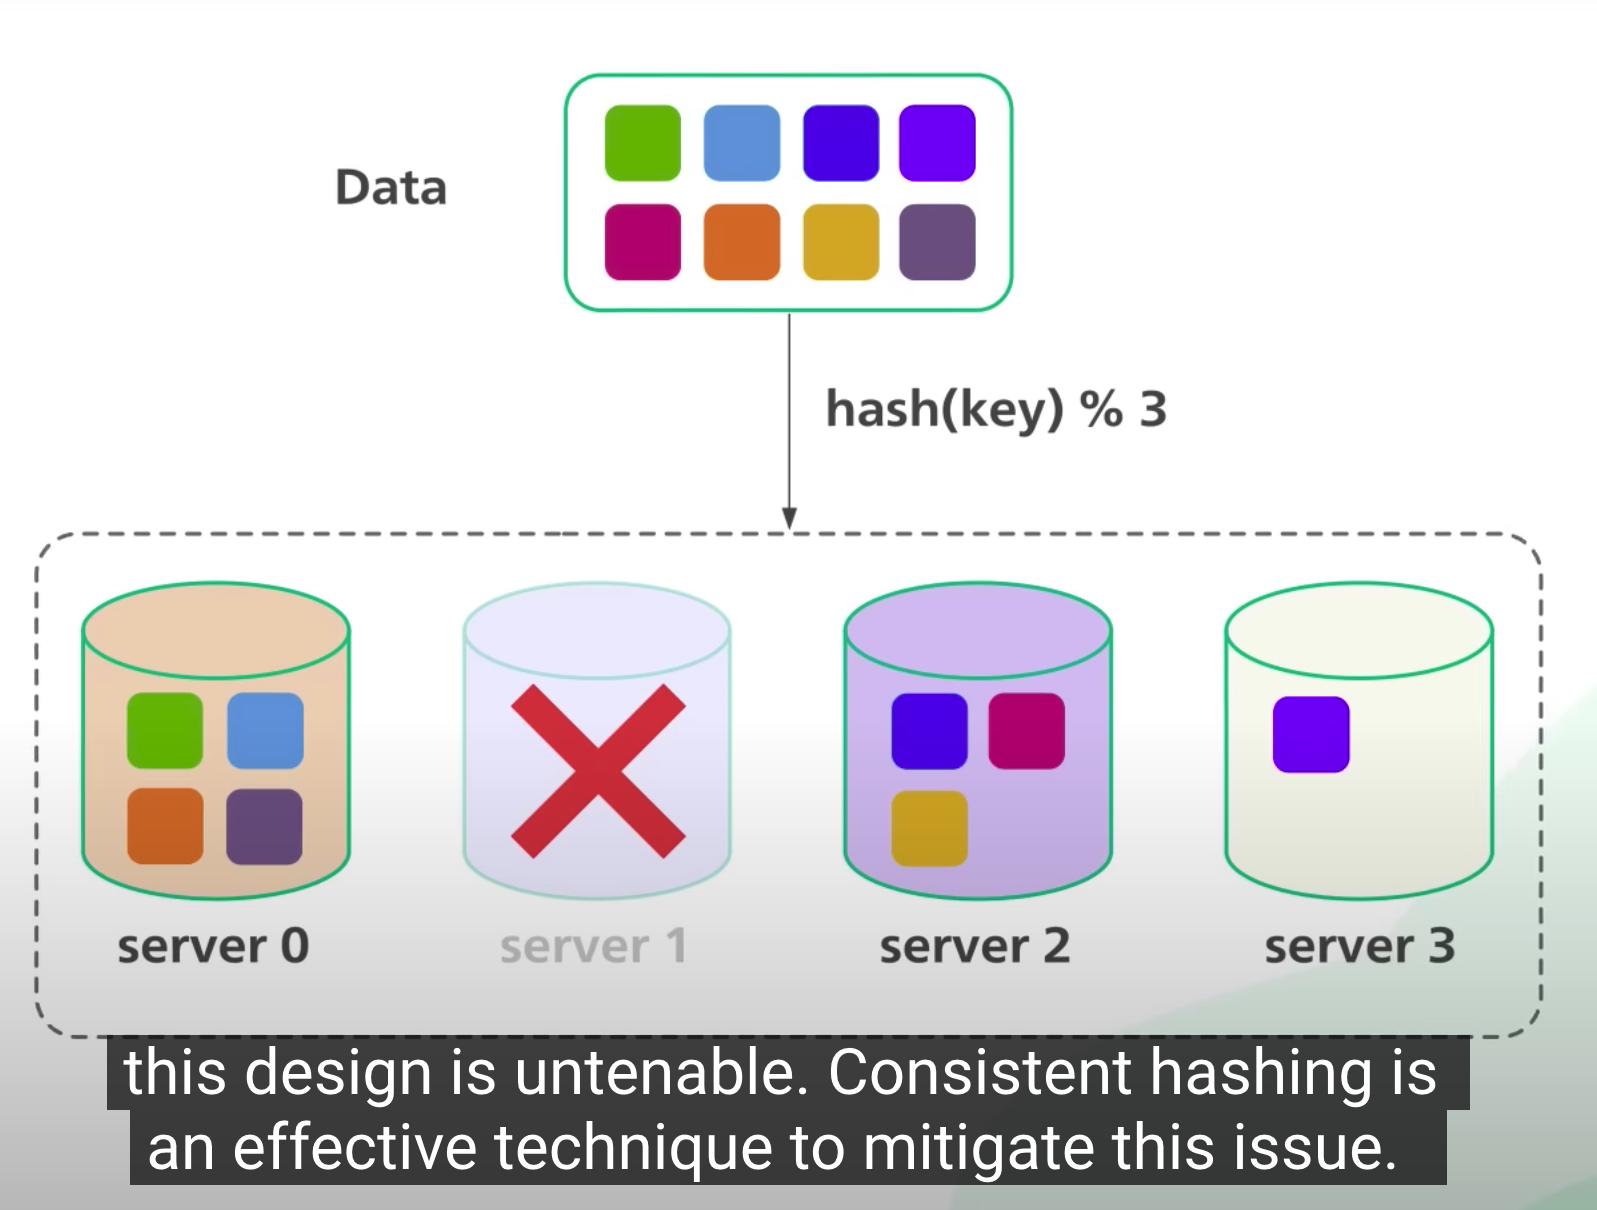 Data
hash(key) % 3
server 0
server 1
server 2
server 3
this design is untenable. Consistent hashing is
an effective technique to mitigate this issue.